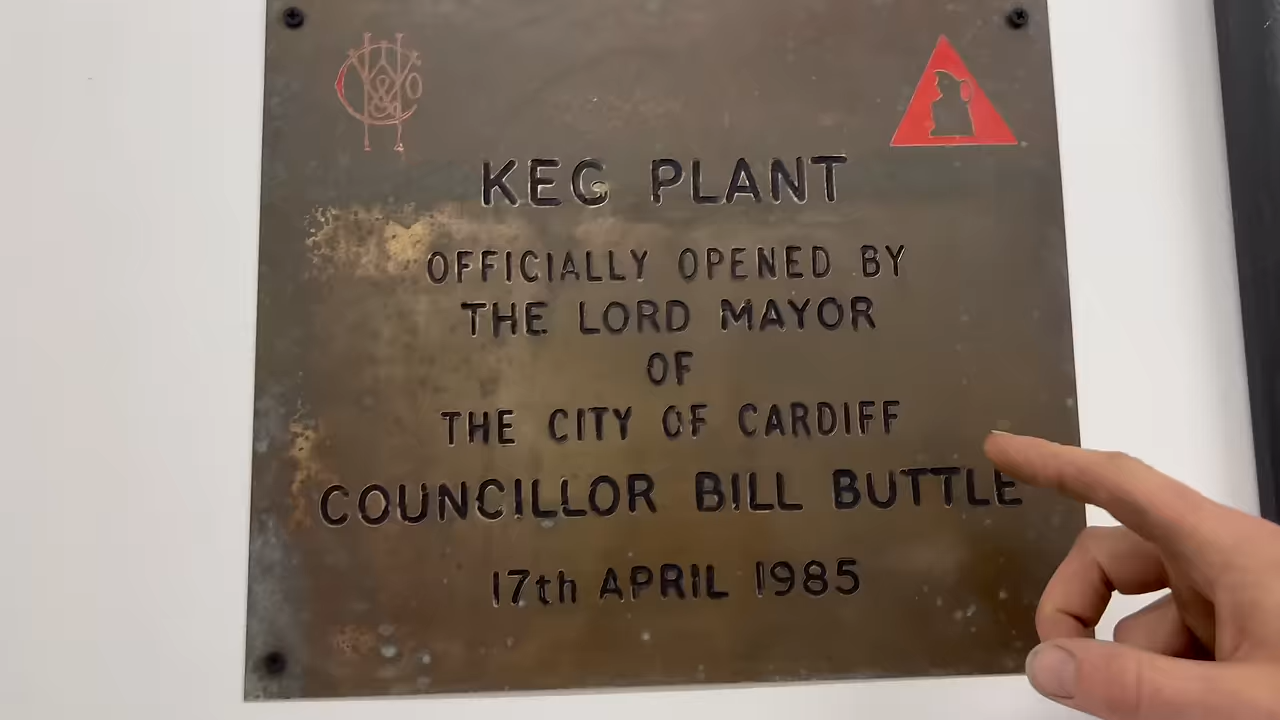 KEG PLANT
OFFICIALLY OPENED BY
THE LORD MAYOR
OF
THE CITY OF CARDIFF
COUNCILLOR BILL BUTTLE
17th APRIL 1985